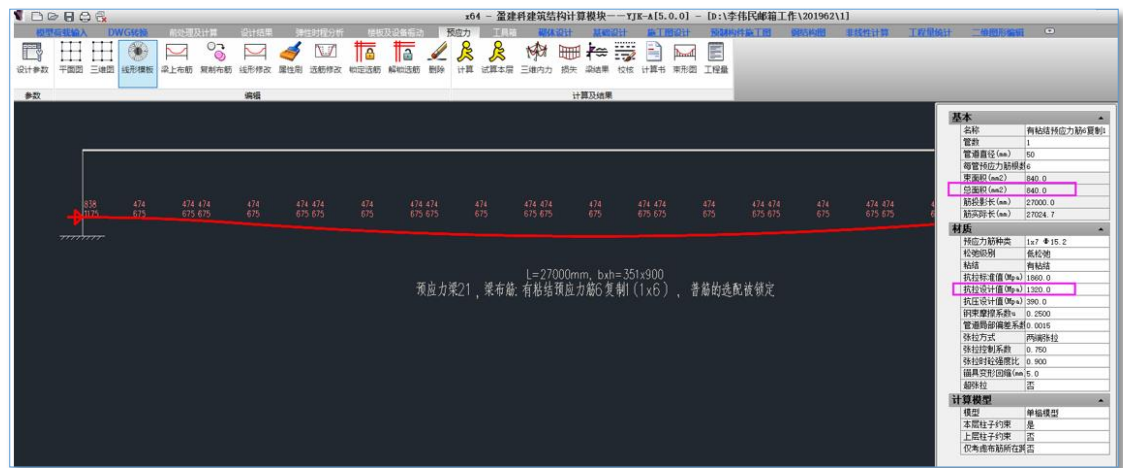 x64 - 盈建科建筑结构计算模块---YJK-A[5.0.0] - [D:\李伟民邮箱工作\201962\1]
模型荷载输入 DWG转换 前处理及计算 设计结果 弹性时程分析 楼板及设备振动 预应力 工具箱 砌体设计 基础设计 施工图设计 预制构件施工图 钢结构图 非线性计算 工程量统计 二维图形编辑
设计参数 平面图 三维图 线形模板 梁上布筋 复制布筋 线形修改 属性刷 选筋修改 锁定选筋 解锁选筋 删除 计算 试算本层 三维内力 损失 梁结果 校核 计算书 束形图 工程量
参数 编辑 计算及结果
838 474 474 474 474 474 474 474 474 474 474 474 474 474 474 474 474 474 474 4
1175 675 675 675 675 675 675 675 675 675 675 675 675 675 675 675 675 675 675 6
L=27000mm, bxh=351x900
预应力梁21，梁布筋: 有粘结预应力筋6复制1(1x6) 、 普筋的选配被锁定
基本
名称 有粘结预应力筋6复制1
管数 1
管道直径(mm) 50
每管预应力筋根数 6
束面积(mm2) 840.0
总面积(mm2) 840.0
筋投影长(mm) 27000.0
筋实际长(mm) 27024.7
材质
预应力筋种类 1x7 Φ15.2
松弛级别 低松弛
粘结 有粘结
抗拉标准值(Mpa) 1860.0
抗拉设计值(Mpa) 1320.0
抗压设计值(Mpa) 390.0
钢束摩擦系数u 0.2500
管道局部偏差系数 0.0015
张拉方式 两端张拉
张拉控制系数 0.750
张拉时砼强度比 0.900
锚具变形回缩(mm 5.0
超张拉 否
计算模型
模型 单榀模型
本层柱子约束 是
上层柱子约束 否
仅考虑布筋所在跨 否